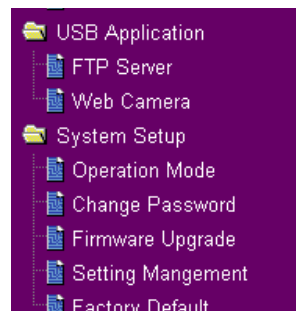 USB Application
FTP Server
Web Camera
System Setup
Operation Mode
Change Password
Firmware Upgrade
Setting Mangement
Factory Default